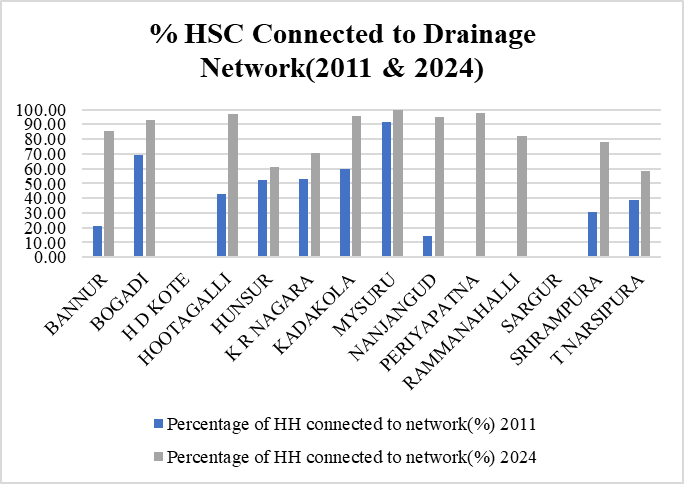 % HSC Connected to Drainage
Network(2011 & 2024)
100.00
90.00
80.00
70.00
60.00
50.00
40.00
30.00
20.00
10.00
0.00
BANNUR
BOGADI
H D KOTE
HOOTAGALLI
HUNSUR
K R NAGARA
KADAKOLA
MYSURU
NANJANGUD
PERIYAPATNA
RAMMANAHALLI
SARGUR
SRIRAMPURA
T NARSIPURA
Percentage of HH connected to network(%) 2011
Percentage of HH connected to network(%) 2024